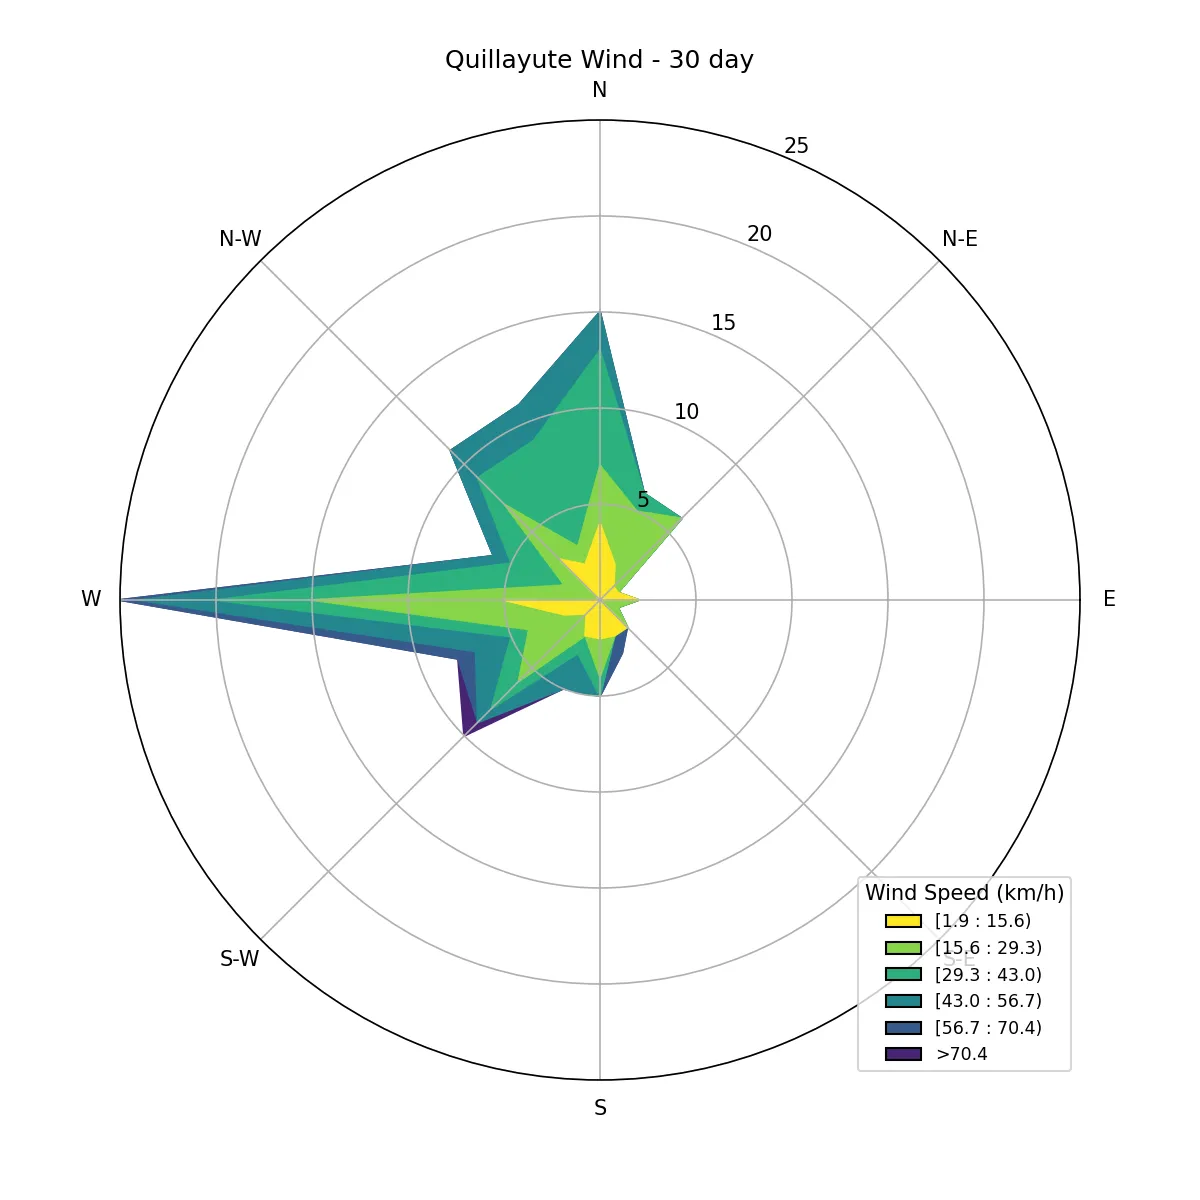 Quillayute Wind - 30 day
N
25
N-W
20
N-E
15
10
5
W
E
S-W
S-E
S
Wind Speed (km/h)
[1.9 : 15.6)
[15.6 : 29.3)
[29.3 : 43.0)
[43.0 : 56.7)
[56.7 : 70.4)
>70.4